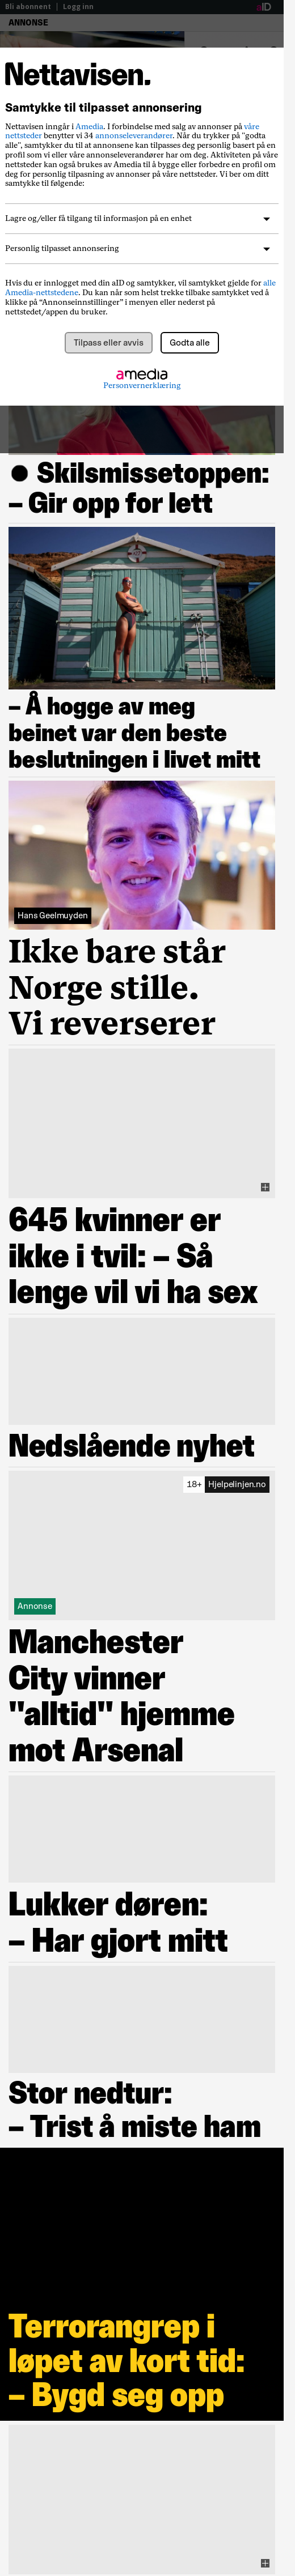 Bli abonnent | Logg inn
aID
ANNONSE
Nettavisen.
Samtykke til tilpasset annonsering
Nettavisen inngår i Amedia. I forbindelse med salg av annonser på våre
nettsteder benytter vi 34 annonseleverandører. Når du trykker på "godta
alle", samtykker du til at annonsene kan tilpasses deg personlig basert på en
profil som vi eller våre annonseleverandører har om deg. Aktivitetene på våre
nettsteder kan også brukes av Amedia til å bygge eller forbedre en profil om
deg for personlig tilpasning av annonser på våre nettsteder. Vi ber om ditt
samtykke til følgende:
Lagre og/eller få tilgang til informasjon på en enhet
Personlig tilpasset annonsering
Hvis du er innlogget med din aID og samtykker, vil samtykket gjelde for alle
Amedia-nettstedene. Du kan når som helst trekke tilbake samtykket ved å
klikke på “Annonseinnstillinger” i menyen eller nederst på
nettstedet/appen du bruker.
Tilpass eller avvis
Godta alle
amedia
Personvernerklæring
Skilsmissetoppen:
– Gir opp for lett
– Å hogge av meg
beinet var den beste
beslutningen i livet mitt
Hans Geelmuyden
Ikke bare står
Norge stille.
Vi reverserer
645 kvinner er
ikke i tvil: – Så
lenge vil vi ha sex
Nedslående nyhet
18+ Hjelpelinjen.no
Annonse
Manchester
City vinner
"alltid" hjemme
mot Arsenal
Lukker døren:
– Har gjort mitt
Stor nedtur:
– Trist å miste ham
Terrorangrep i
løpet av kort tid:
– Bygd seg opp